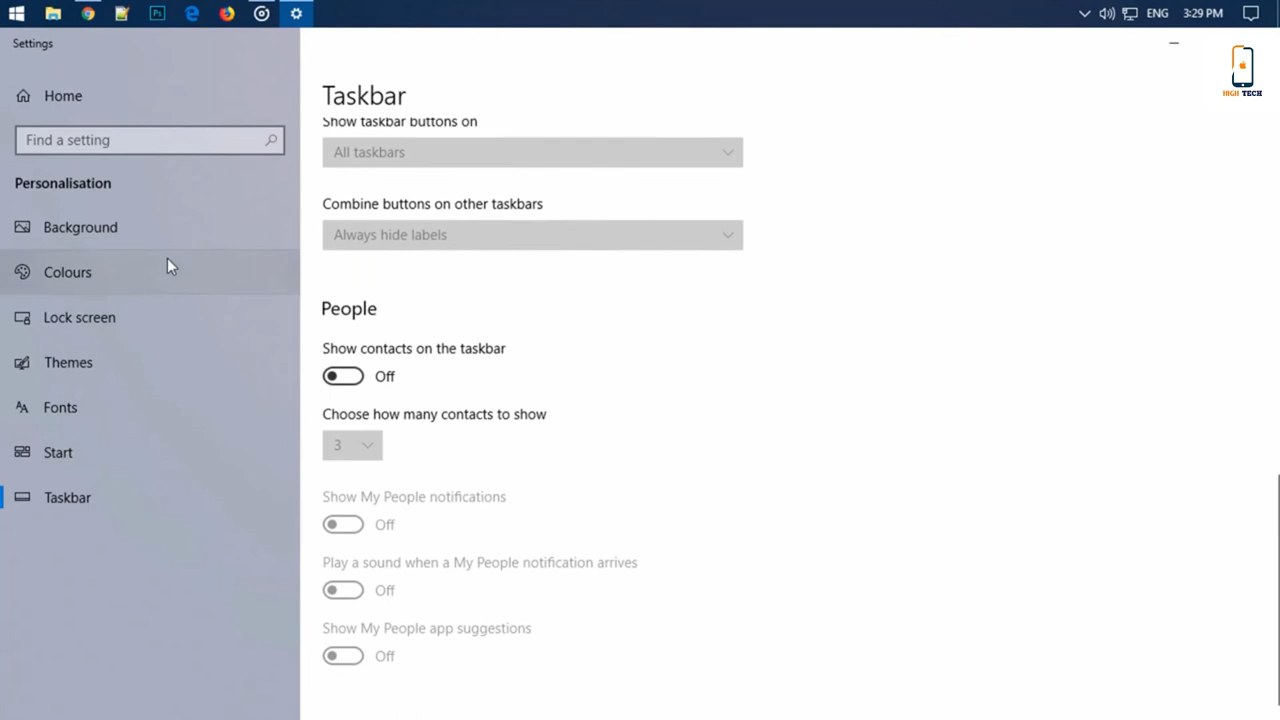 Ps
ENG
3:29 PM
Settings
HIGH TECH
Home
Find a setting
Personalisation
Background
Colours
Lock screen
Themes
Fonts
Start
Taskbar
Taskbar
Show taskbar buttons on
All taskbars
Combine buttons on other taskbars
Always hide labels
People
Show contacts on the taskbar
Off
Choose how many contacts to show
3
Show My People notifications
Off
Play a sound when a My People notification arrives
Off
Show My People app suggestions
Off